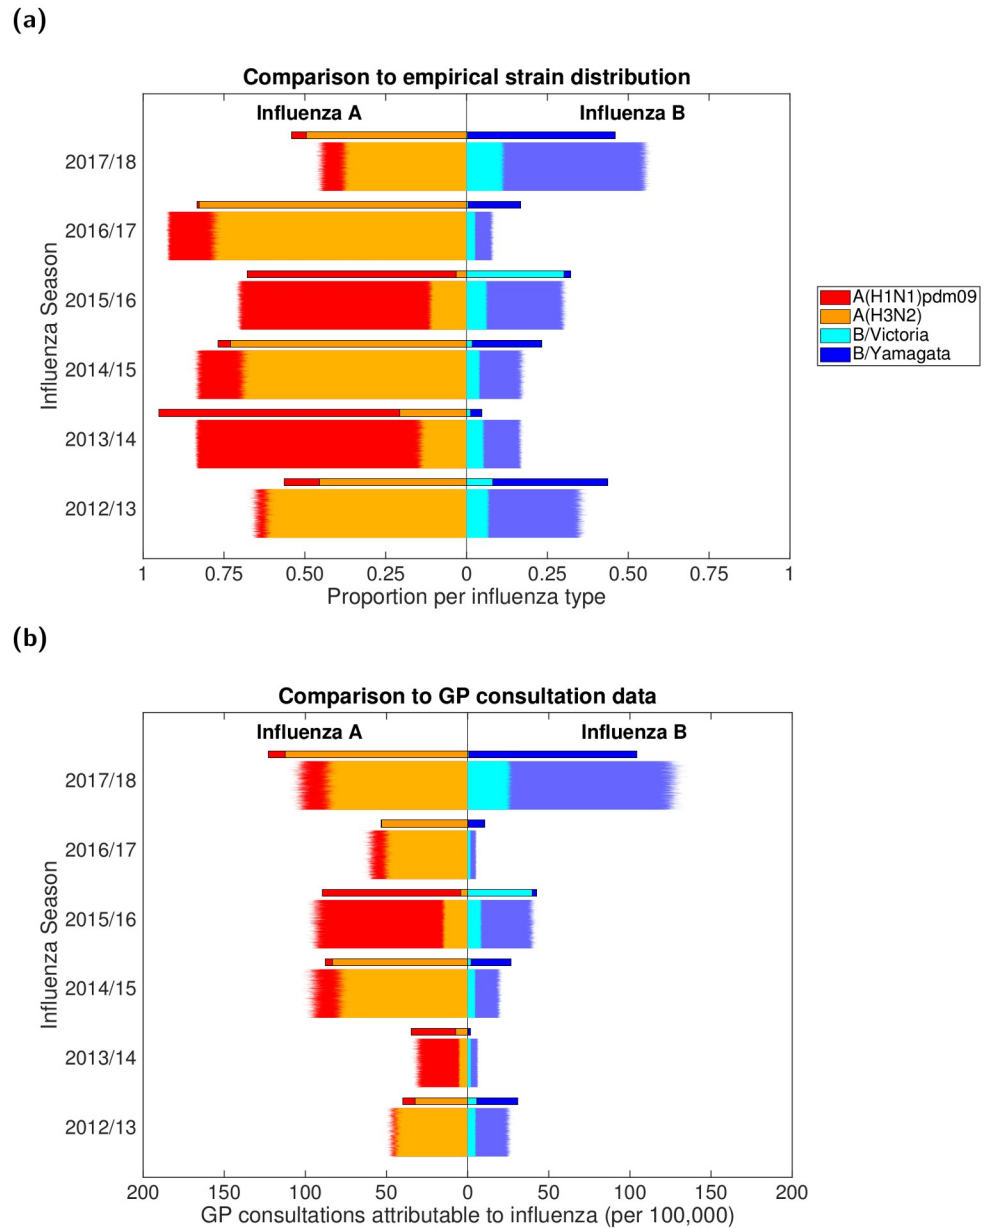 (a)
Comparison to empirical strain distribution
Influenza A Influenza B
2017/18
2016/17
2015/16
2014/15
2013/14
2012/13
Influenza Season
1 0.75 0.50 0.25 0 0.25 0.50 0.75 1
Proportion per influenza type
A(H1N1)pdm09
A(H3N2)
B/Victoria
B/Yamagata
(b)
Comparison to GP consultation data
Influenza A Influenza B
2017/18
2016/17
2015/16
2014/15
2013/14
2012/13
Influenza Season
200 150 100 50 0 50 100 150 200
GP consultations attributable to influenza (per 100,000)